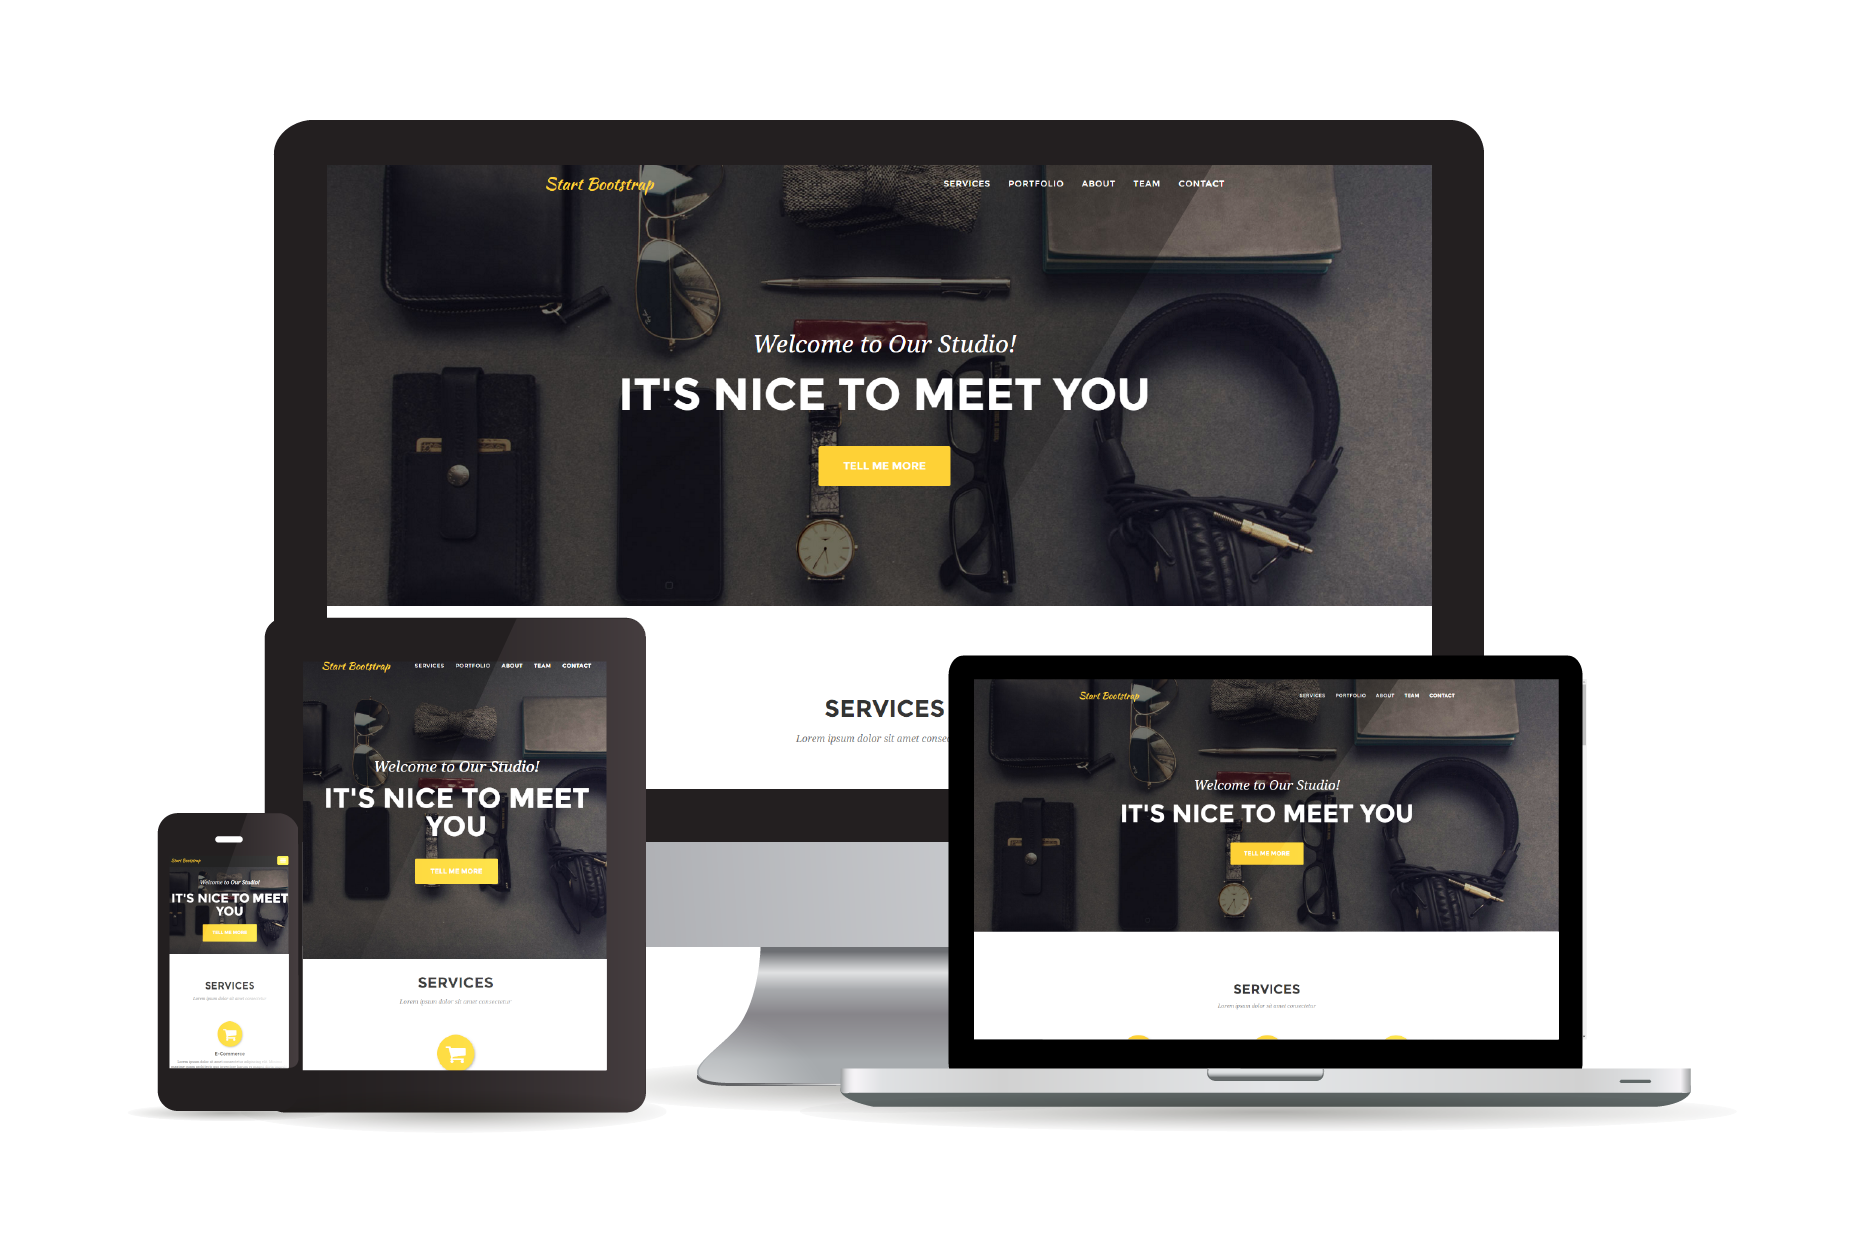 Start Bootstrap
SERVICES PORTFOLIO ABOUT TEAM CONTACT
Welcome to Our Studio!
IT'S NICE TO MEET YOU
TELL ME MORE
SERVICES
Lorem ipsum dolor sit amet
Start Bootstrap
SERVICES PORTFOLIO ABOUT TEAM CONTACT
Welcome to Our Studio!
IT'S NICE TO MEET
YOU
TELL ME MORE
SERVICES
Lorem ipsum dolor sit amet consectetur
Start Bootstrap
Welcome to Our Studio!
IT'S NICE TO MEET
YOU
TELL ME MORE
SERVICES
Lorem ipsum dolor sit amet consectetur
E-Commerce
Start Bootstrap
SERVICES PORTFOLIO ABOUT TEAM CONTACT
Welcome to Our Studio!
IT'S NICE TO MEET YOU
TELL ME MORE
SERVICES
Lorem ipsum dolor sit amet consectetur